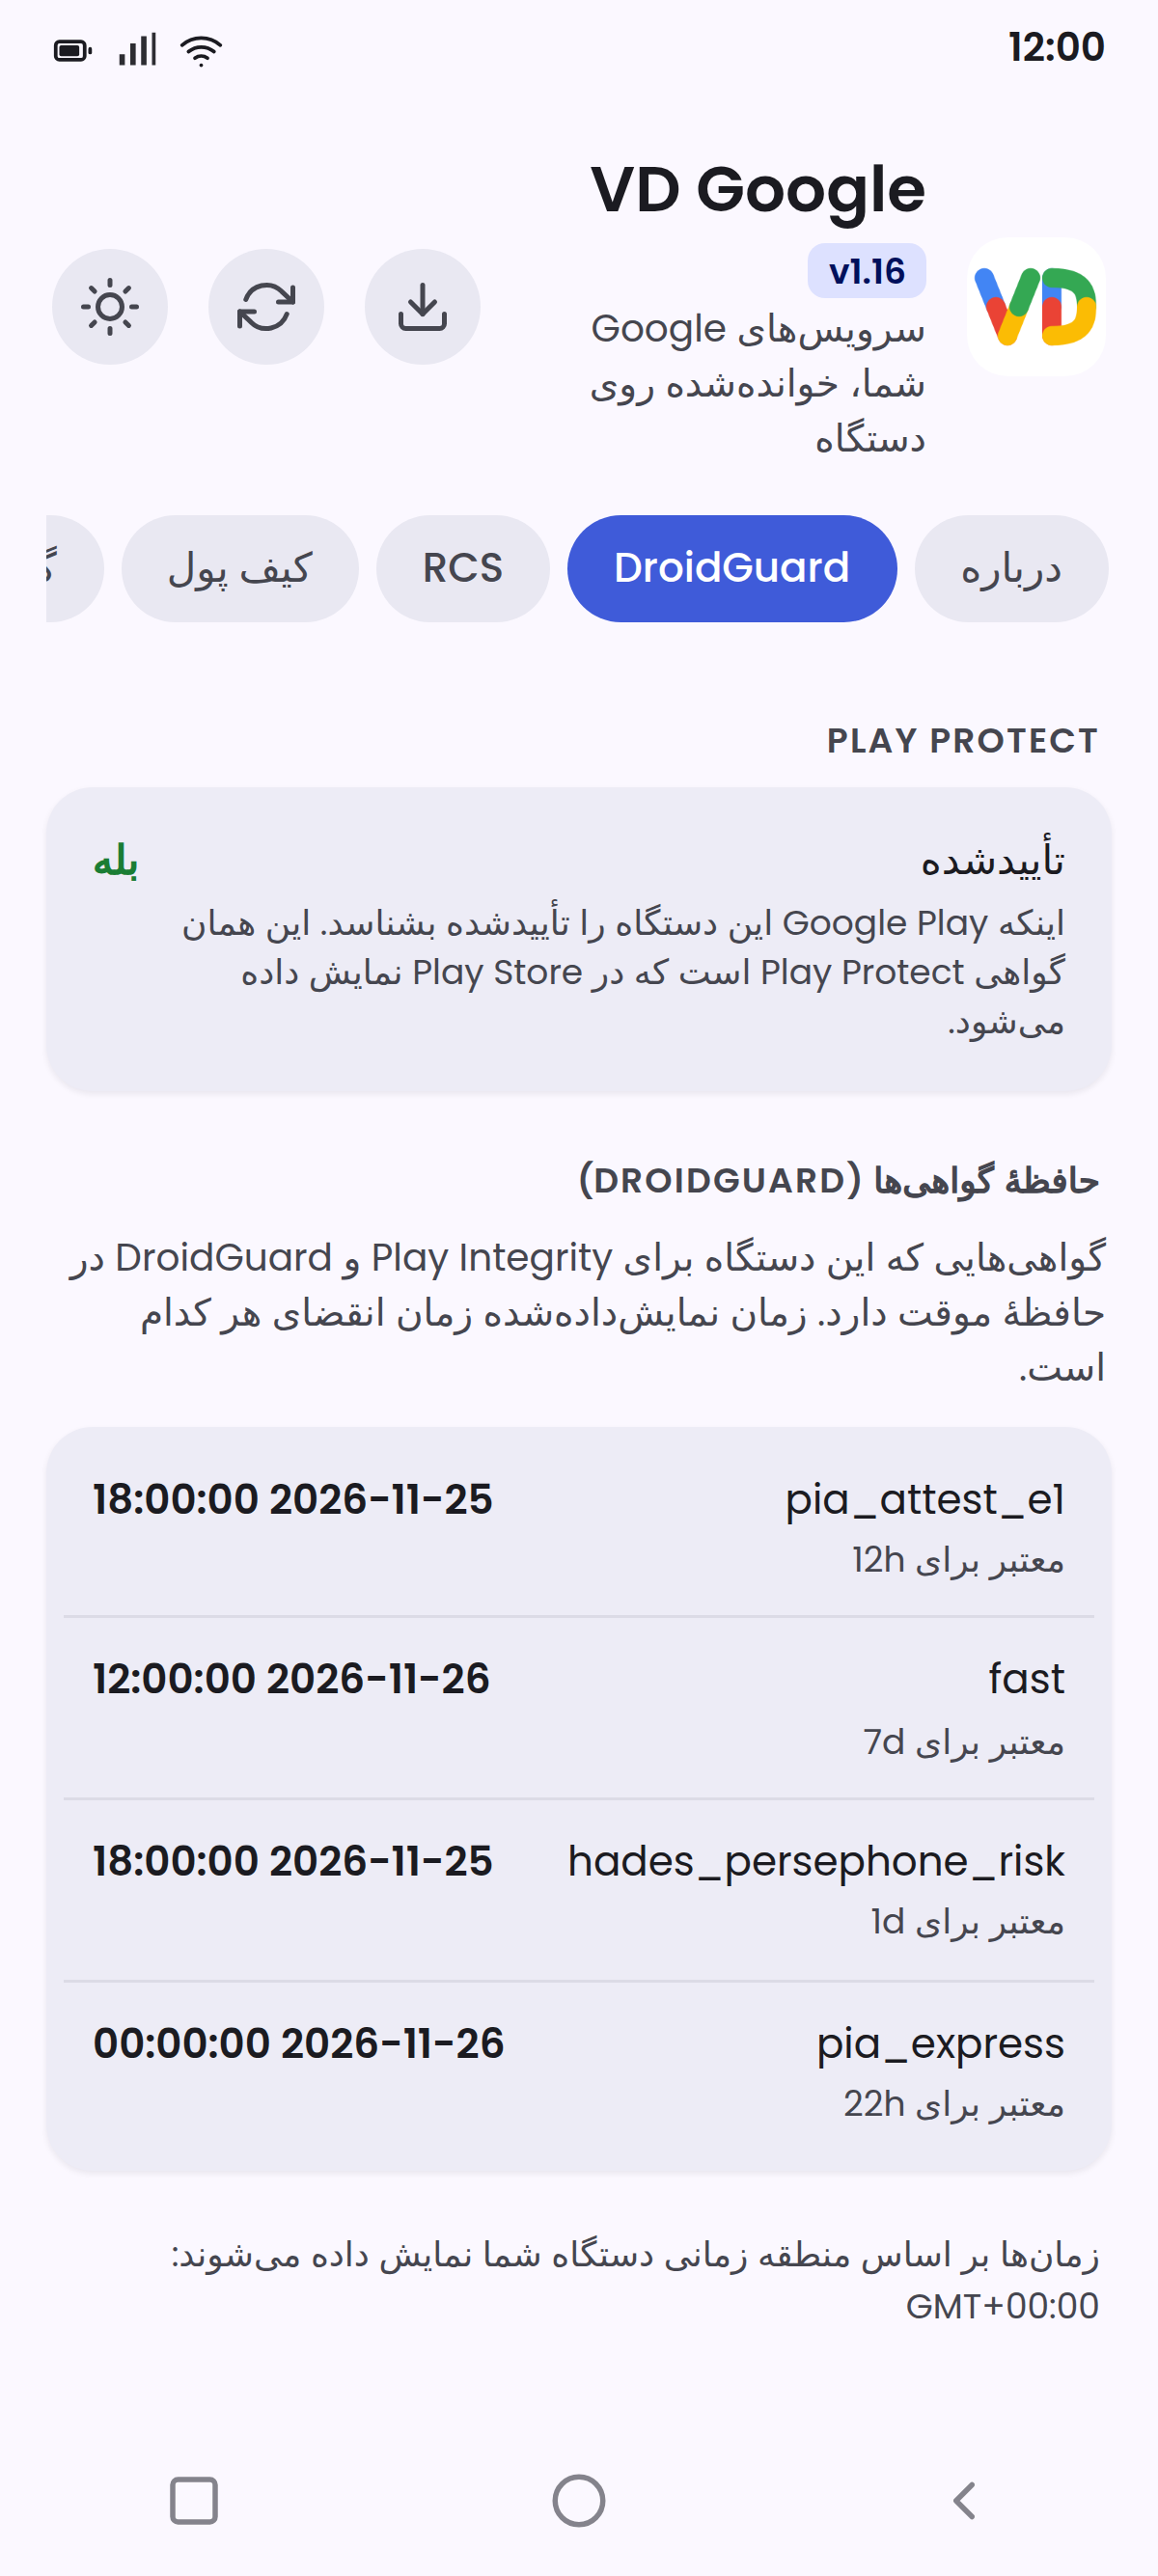 12:00
VD Google
v1.16
سرویس‌های Google
شما، خوانده‌شده روی
دستگاه
VD
درباره
DroidGuard
RCS
کیف پول
PLAY PROTECT
تأییدشده
بله
اینکه Google Play این دستگاه را تأییدشده بشناسد. این همان
گواهی Play Protect است که در Play Store نمایش داده
می‌شود.
حافظهٔ گواهی‌ها (DROIDGUARD)
گواهی‌هایی که این دستگاه برای Play Integrity و DroidGuard در
حافظهٔ موقت دارد. زمان نمایش‌داده‌شده زمان انقضای هر کدام
است.
pia_attest_e1
18:00:00 2026-11-25
معتبر برای 12h
fast
12:00:00 2026-11-26
معتبر برای 7d
hades_persephone_risk
18:00:00 2026-11-25
معتبر برای 1d
pia_express
00:00:00 2026-11-26
معتبر برای 22h
زمان‌ها بر اساس منطقه زمانی دستگاه شما نمایش داده می‌شوند:
GMT+00:00